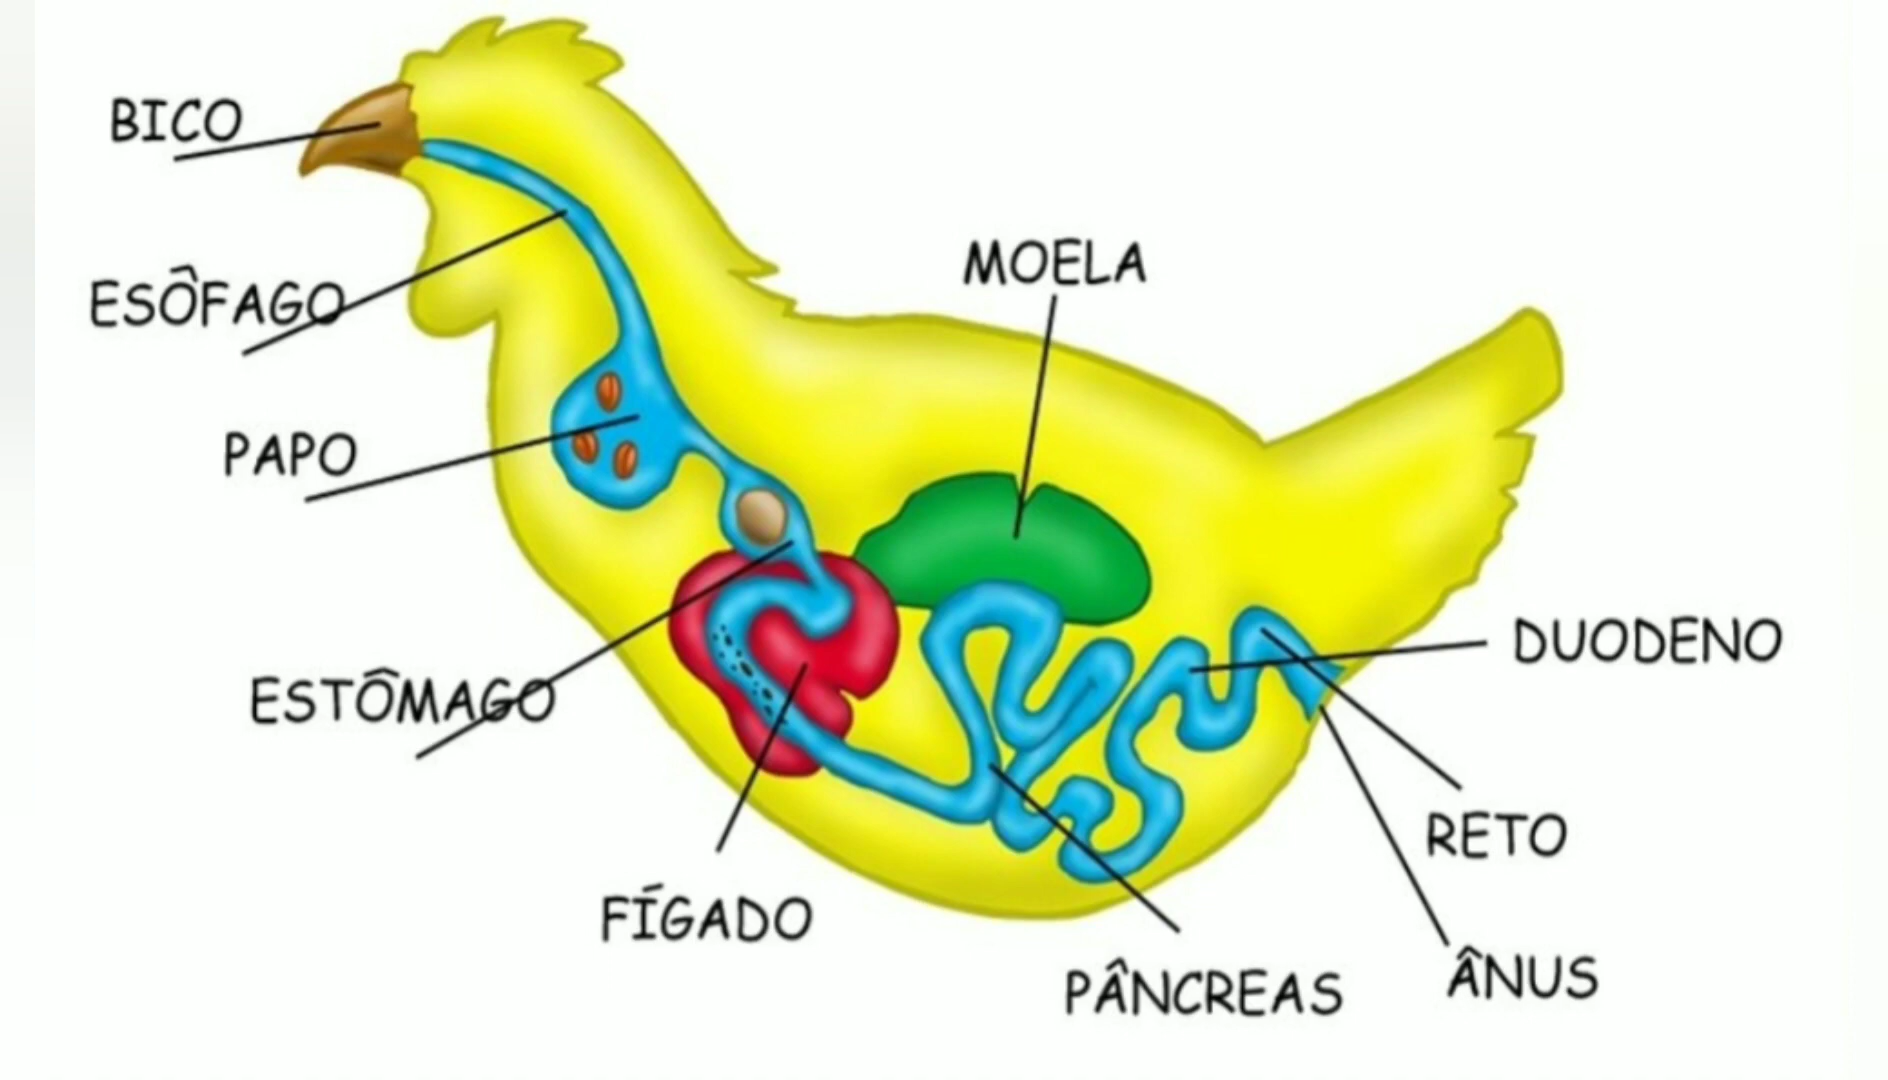 BICO
ESÔFAGO
PAPO
ESTÔMAGO
FÍGADO
MOELA
DUODENO
RETO
ÂNUS
PÂNCREAS